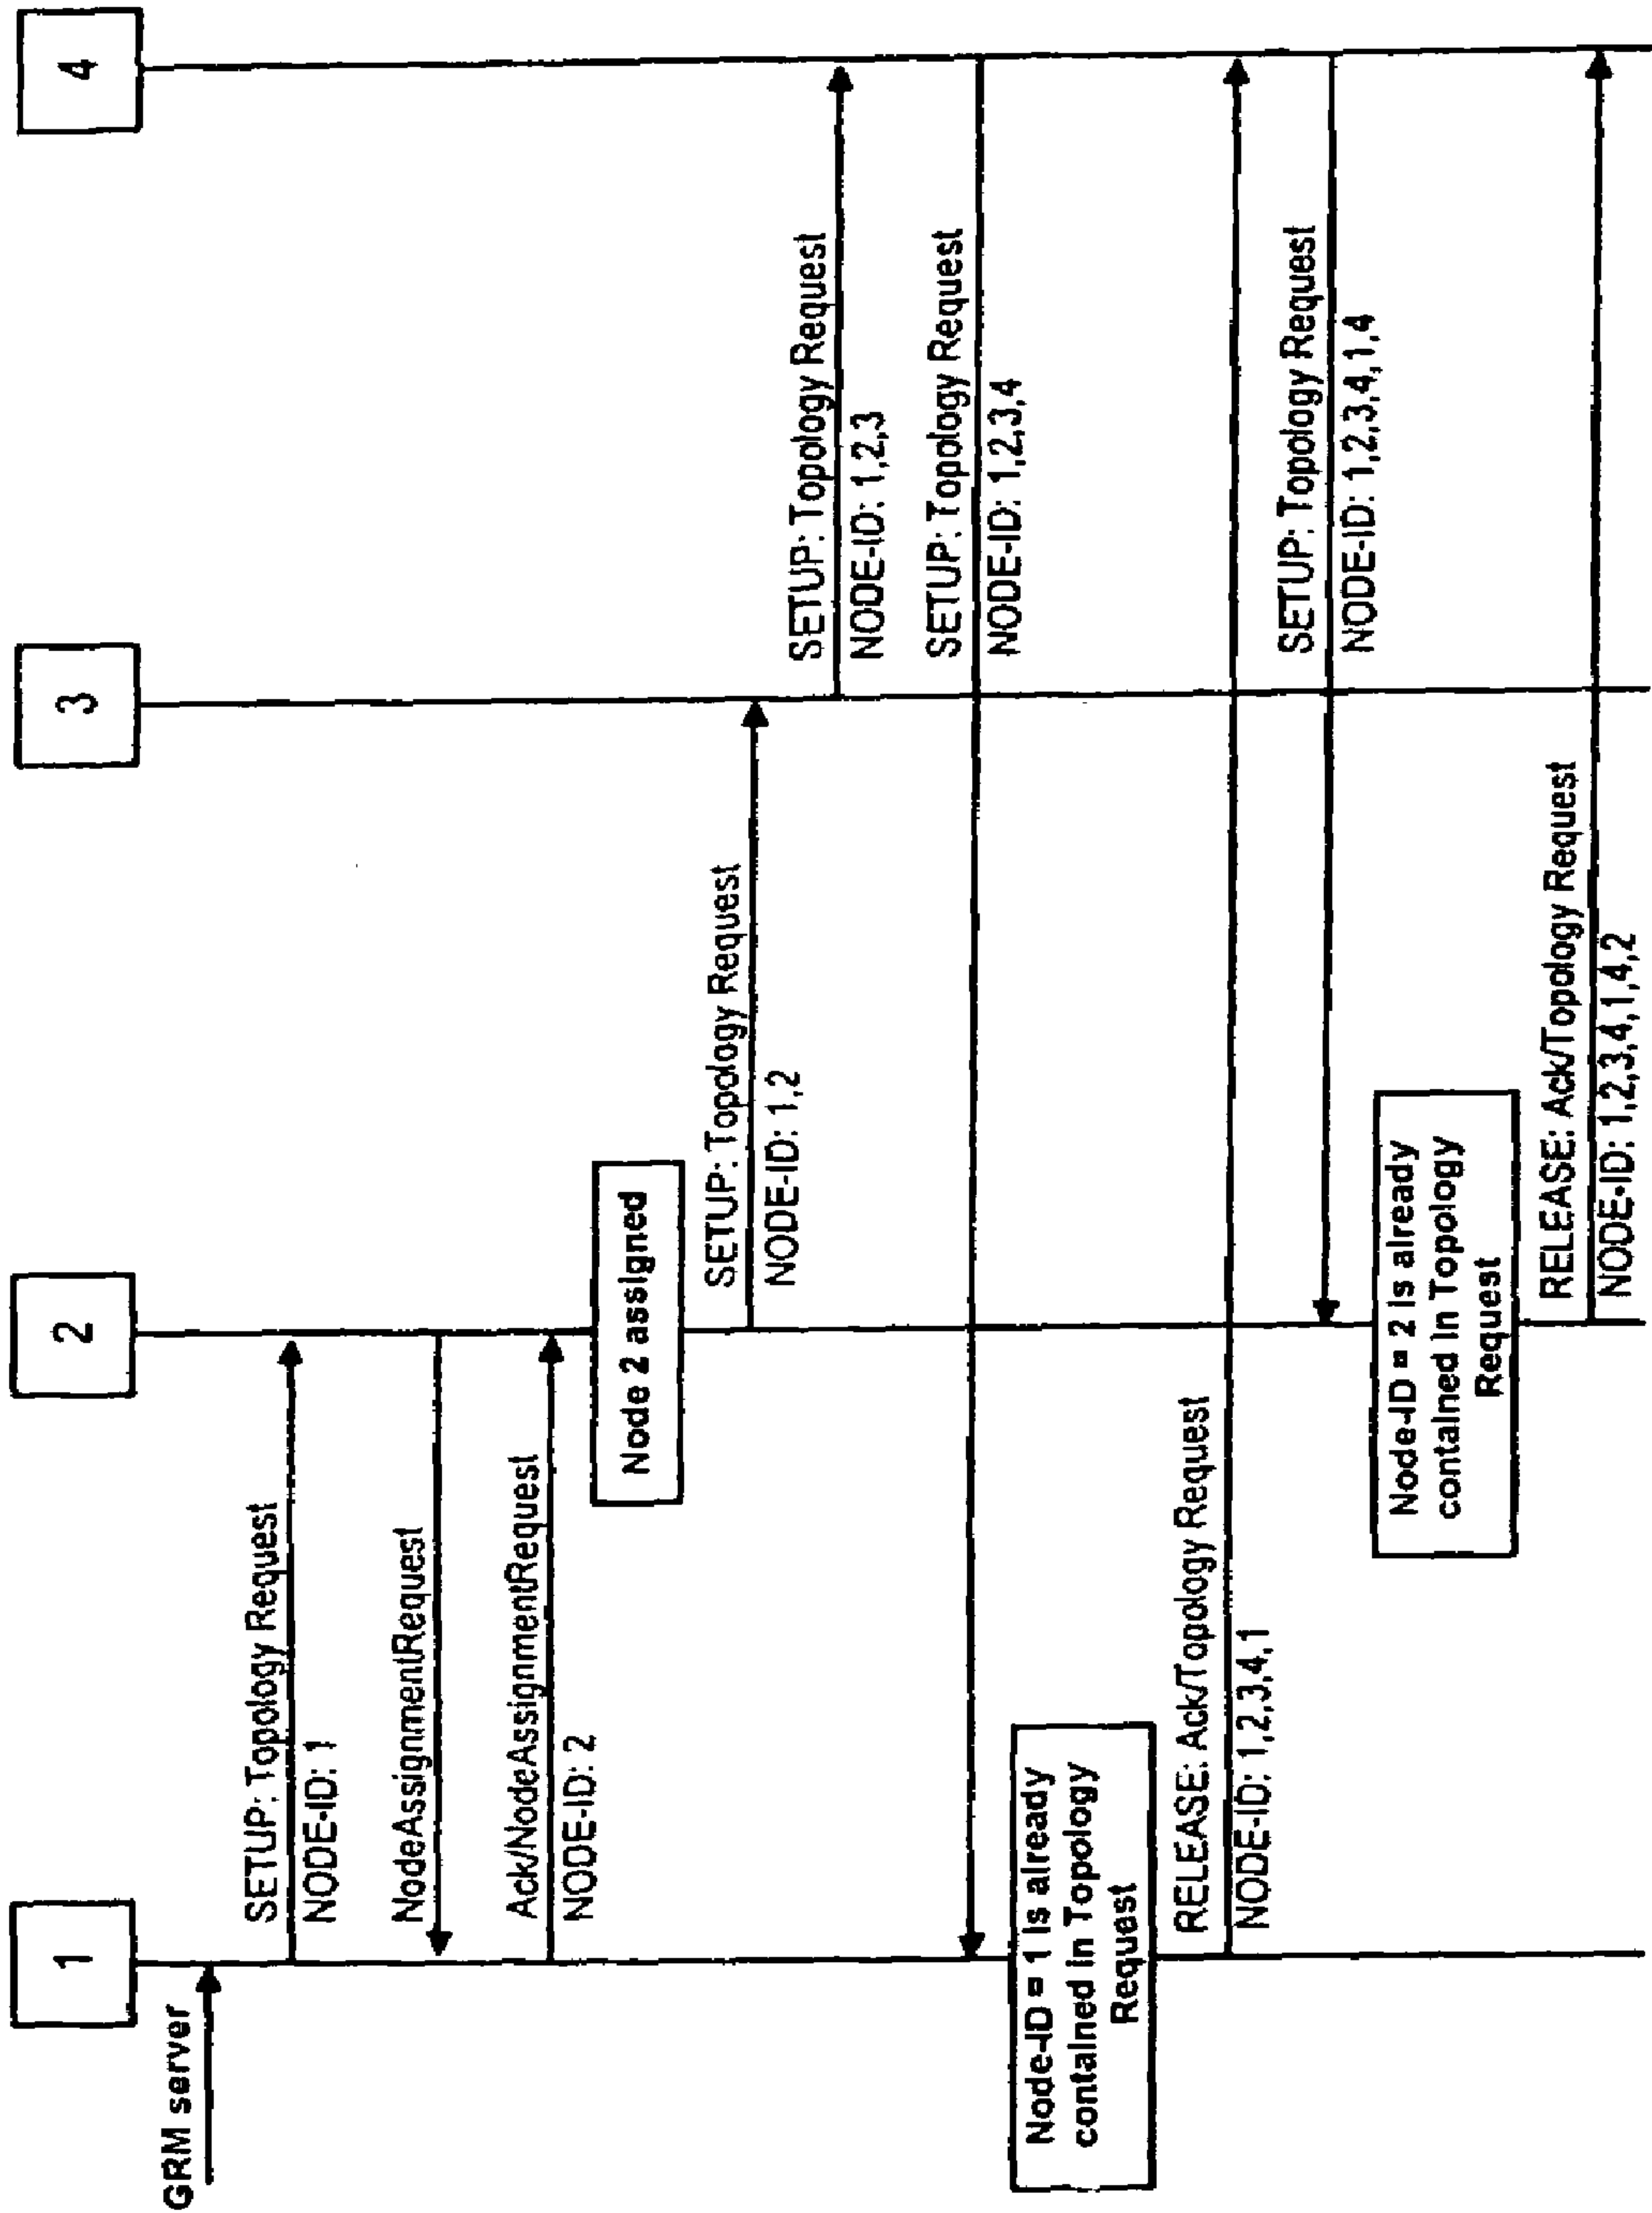 1
2
3
4
GRM server
SETUP: Topology Request
NODE-ID: 1
NodeAssignmentRequest
Ack/NodeAssignmentRequest
NODE-ID: 2
Node 2 assigned
SETUP: Topology Request
NODE-ID: 1,2
SETUP: Topology Request
NODE-ID: 1,2,3
SETUP: Topology Request
NODE-ID: 1,2,3,4
Node-ID = 1 is already
contained in Topology
Request
RELEASE: Ack/Topology Request
NODE-ID: 1,2,3,4,1
SETUP: Topology Request
NODE-ID: 1,2,3,4,1,4
Node-ID = 2 is already
contained in Topology
Request
RELEASE: Ack/Topology Request
NODE-ID: 1,2,3,4,1,4,2